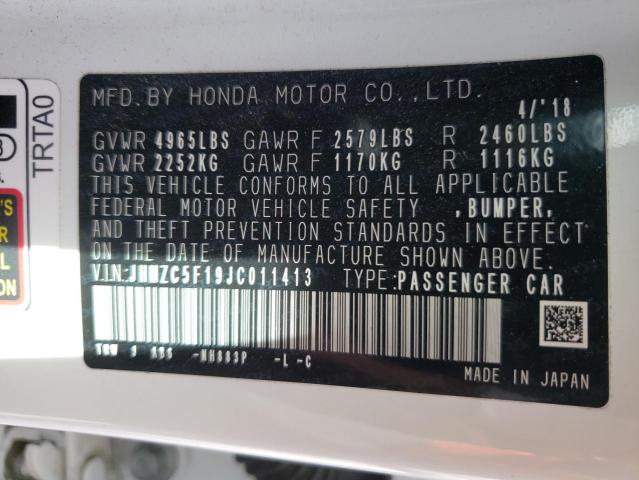 TRTA0
MFD.BY HONDA MOTOR CO.,LTD.
4/'18
GVWR 4965LBS GAWR F 2579LBS R 2460LBS
GVWR 2252KG GAWR F 1170KG R 1116KG
THIS VEHICLE CONFORMS TO ALL APPLICABLE
FEDERAL MOTOR VEHICLE SAFETY ,BUMPER,
AND THEFT PREVENTION STANDARDS IN EFFECT
ON THE DATE OF MANUFACTURE SHOWN ABOVE.
VIN:JHMZC5F19JC011413 TYPE:PASSENGER CAR
-NH883P -L -C
MADE IN JAPAN